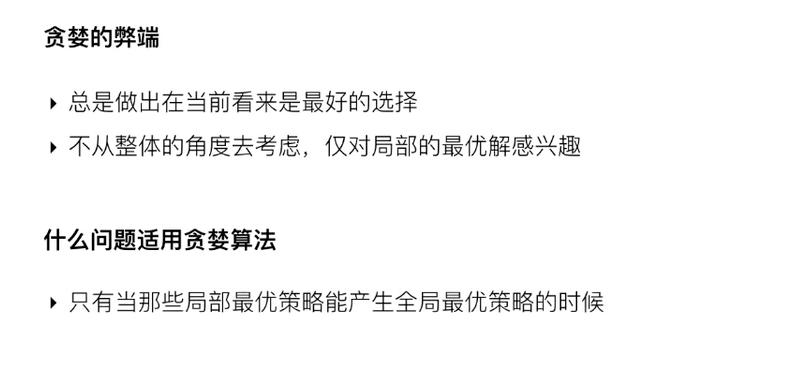 贪婪的弊端
总是做出在当前看来是最好的选择
不从整体的角度去考虑，仅对局部的最优解感兴趣
什么问题适用贪婪算法
只有当那些局部最优策略能产生全局最优策略的时候